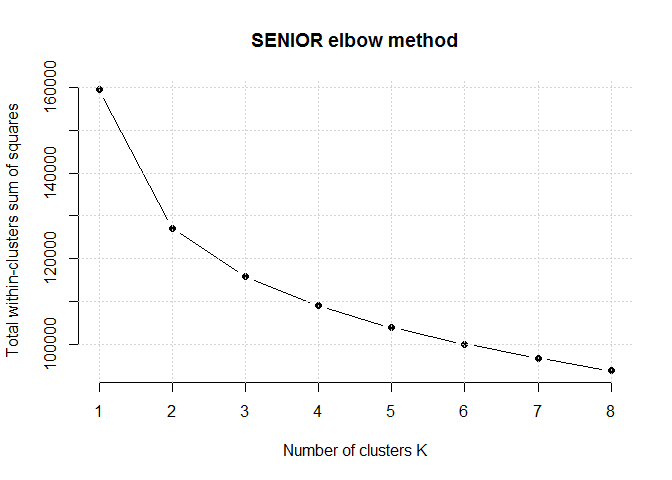 SENIOR elbow method
Total within-clusters sum of squares
160000
140000
120000
100000
1 2 3 4 5 6 7 8
Number of clusters K